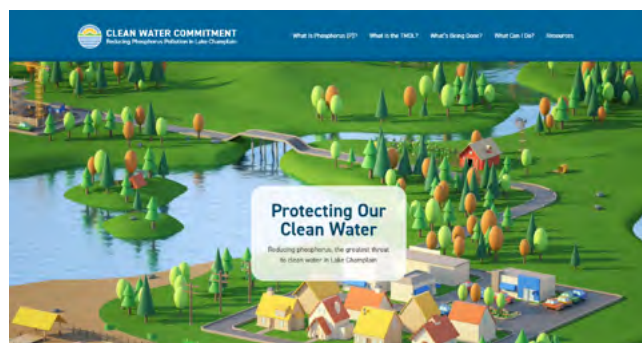 CLEAN WATER COMMITMENT
Reducing Phosphorus Pollution in Lake Champlain
What is Phosphorus (P)? What is the TMDL? What's Being Done? What Can I Do? Resources
Protecting Our
Clean Water
Reducing phosphorus, the greatest threat
to clean water in Lake Champlain